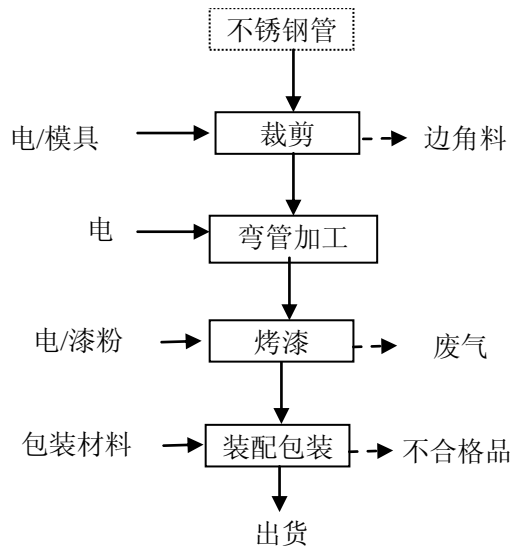 不锈钢管
电/模具
裁剪
边角料
电
弯管加工
电/漆粉
烤漆
废气
包装材料
装配包装
不合格品
出货